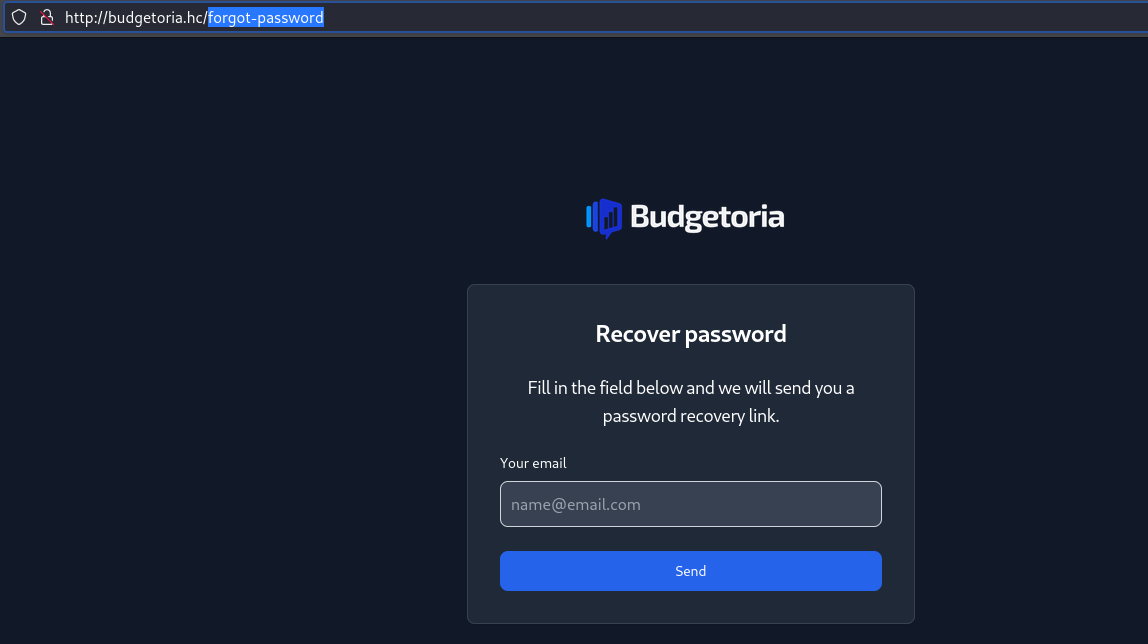 http://budgetoria.hc/forgot-password
Budgetoria
Recover password
Fill in the field below and we will send you a
password recovery link.
Your email
name@email.com
Send